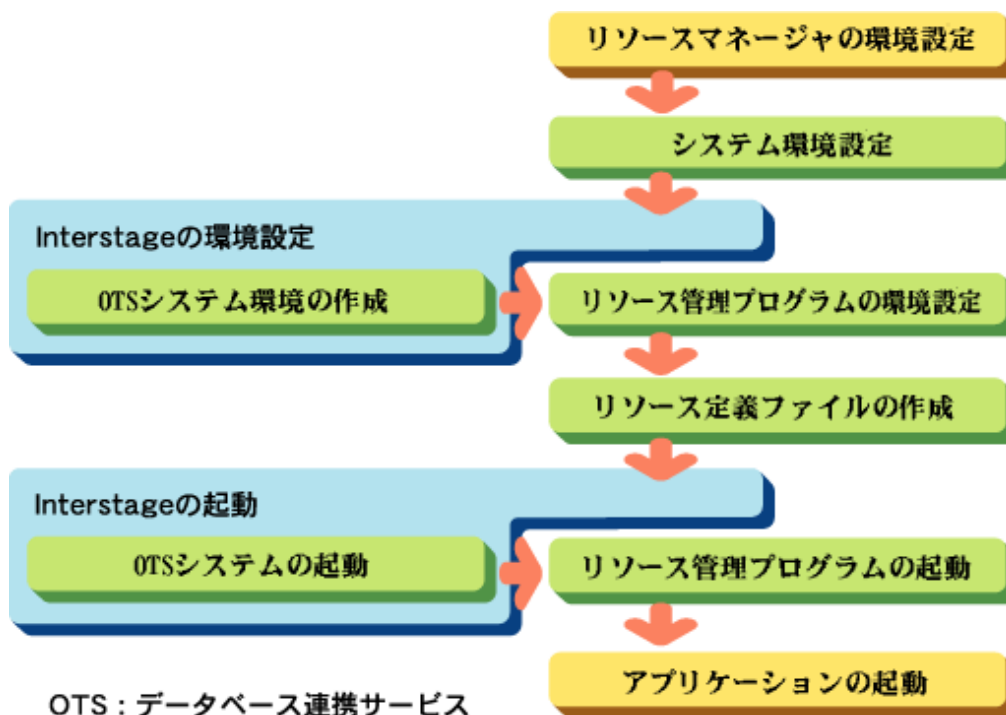 リソースマネージャの環境設定
システム環境設定
Interstageの環境設定
OTSシステム環境の作成
リソース管理プログラムの環境設定
リソース定義ファイルの作成
Interstageの起動
OTSシステムの起動
リソース管理プログラムの起動
アプリケーションの起動
OTS：データベース連携サービス